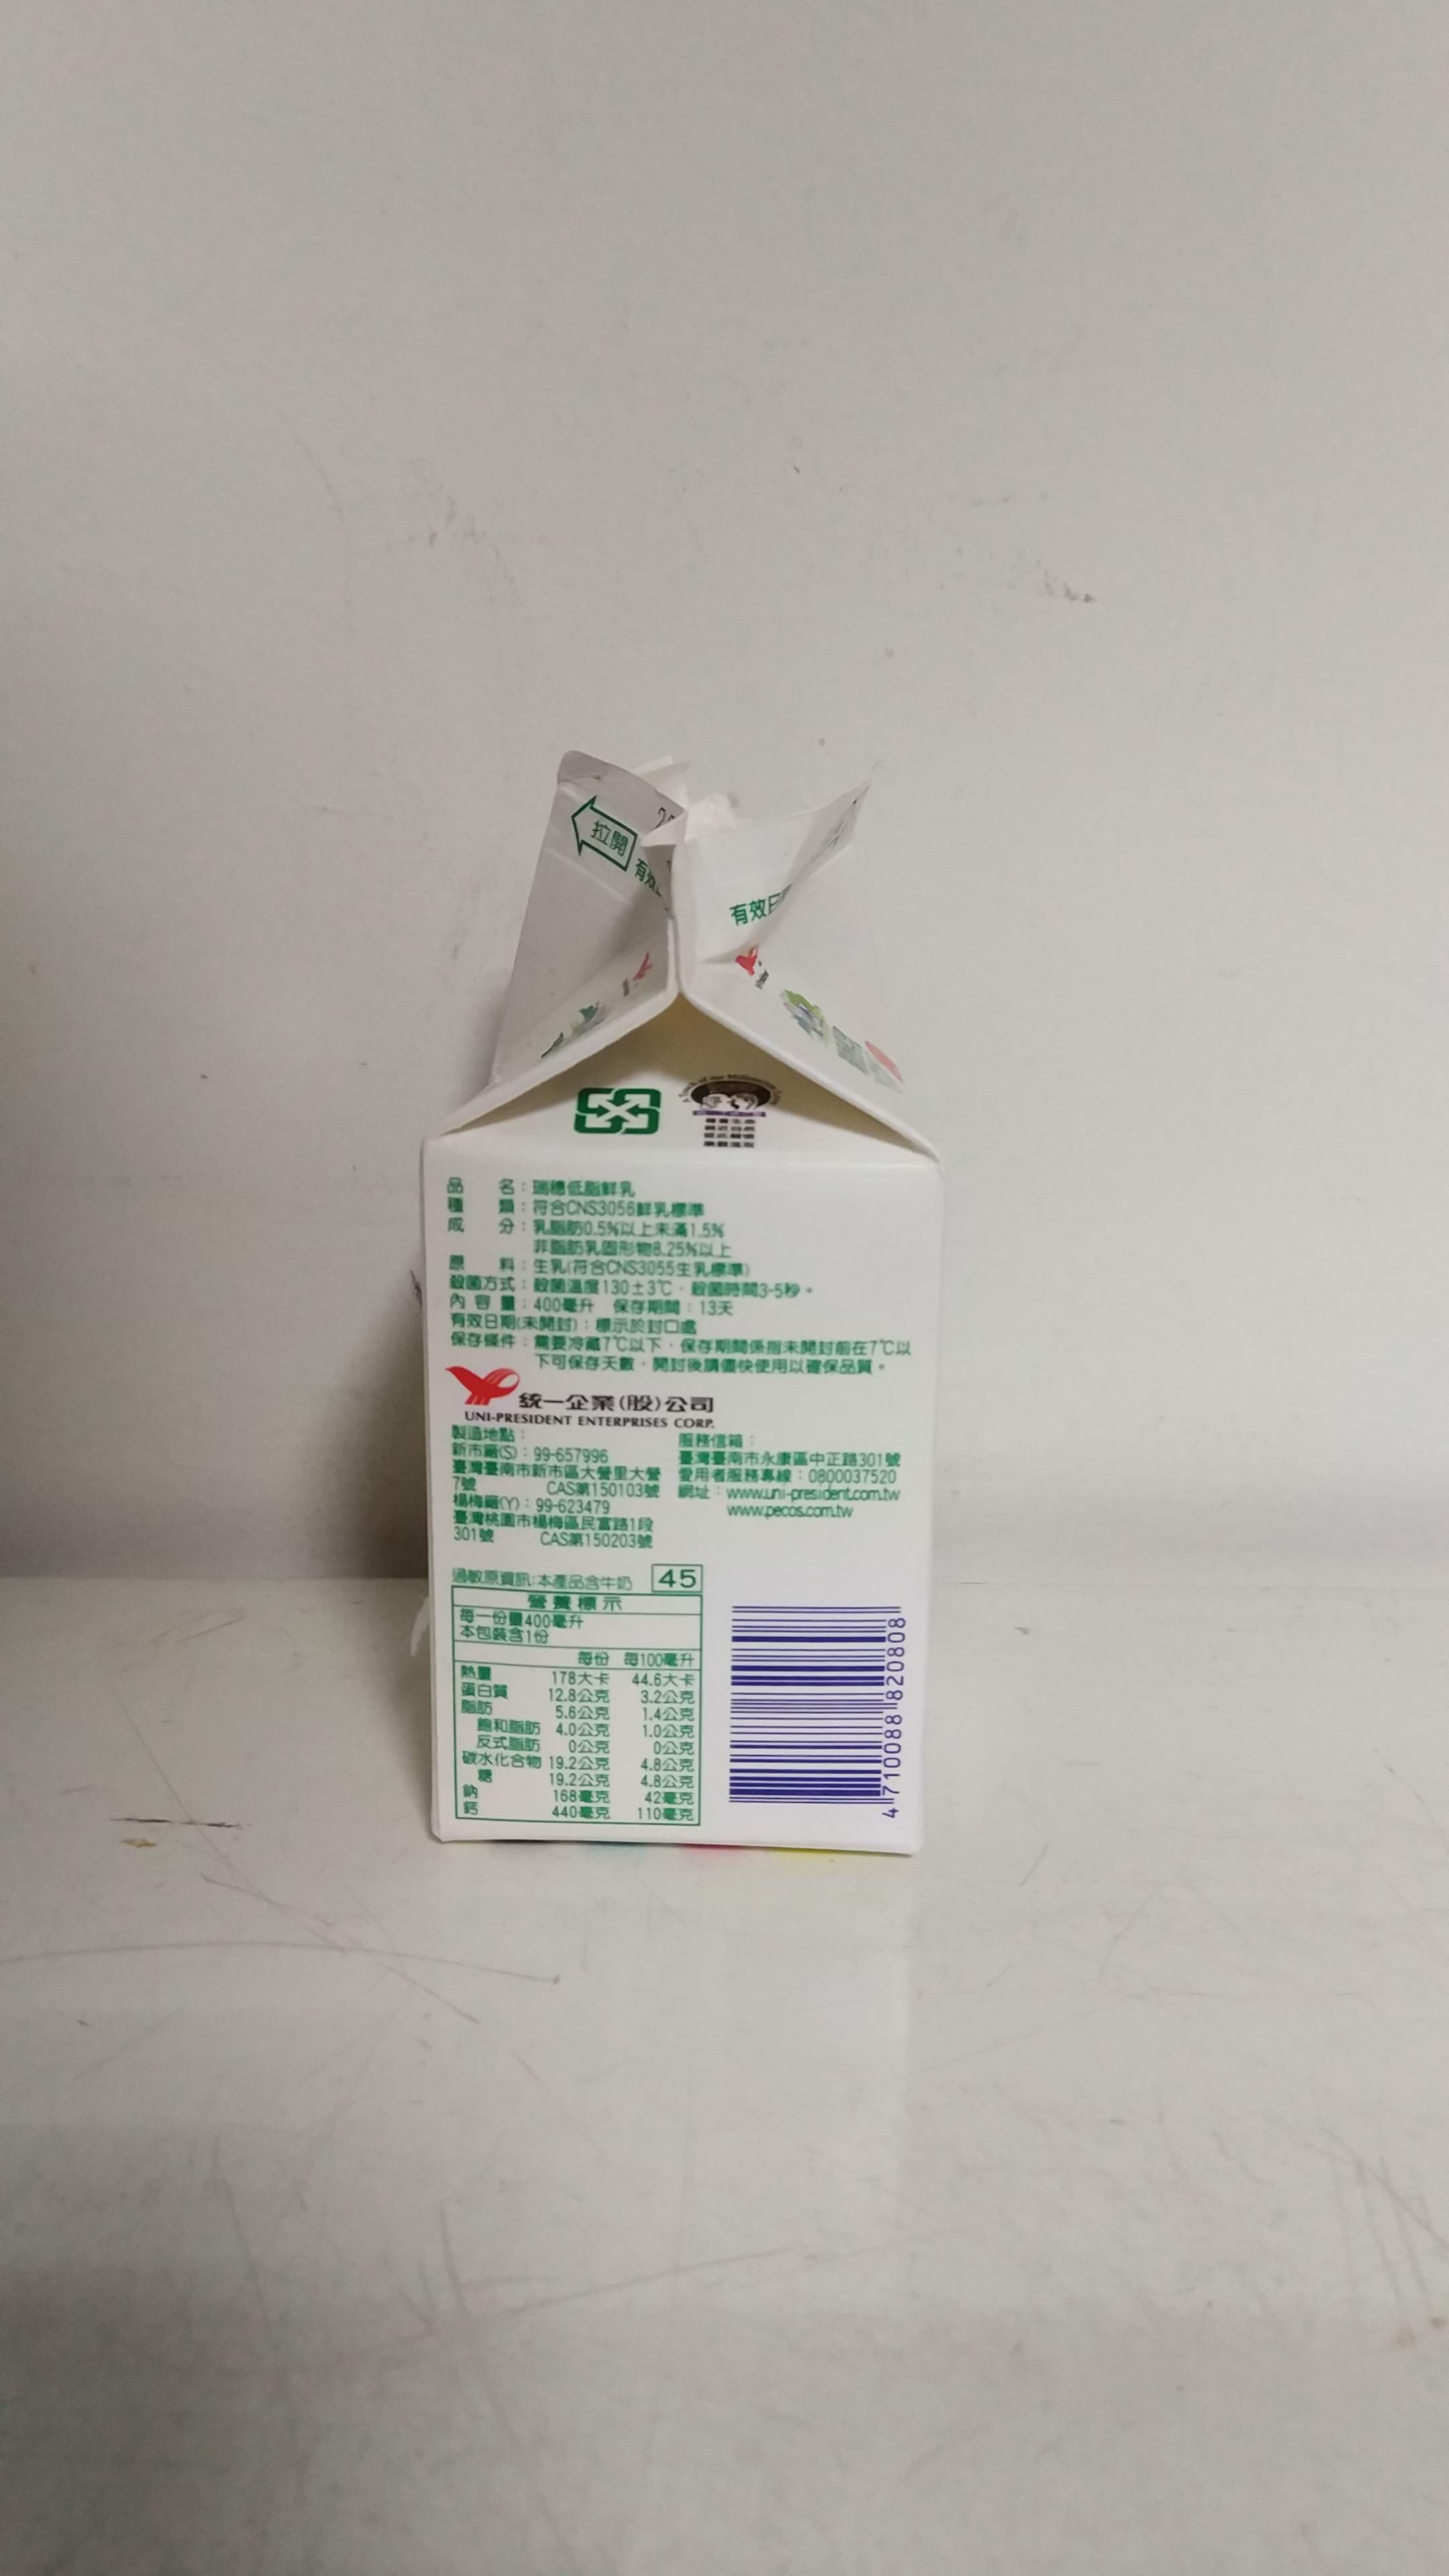 拉開
有效日
品 名：瑞穗低脂鮮乳
種 類：符合CNS3056鮮乳標準
成 分：乳脂肪0.5%以上未滿1.5%
非脂肪乳固形物8.25%以上
原 料：生乳(符合CNS3055生乳標準)
殺菌方式：殺菌溫度130±3℃，殺菌時間3-5秒。
內 容 量：400毫升 保存期間：13天
有效日期(未開封)：標示於封口處
保存條件：需要冷藏7℃以下，保存期間係指未開封前在7℃以
下可保存天數，開封後請儘快使用以確保品質。
統一企業(股)公司
UNI-PRESIDENT ENTERPRISES CORP.
製造地點：
新市廠(S)：99-657996
臺灣臺南市新市區大營里大營
7號 CAS第150103號
楊梅廠(Y)：99-623479
臺灣桃園市楊梅區民富路1段
301號 CAS第150203號
服務信箱：
臺灣臺南市永康區中正路301號
愛用者服務專線：0800037520
網址：www.uni-president.com.tw
www.pecos.com.tw
過敏原資訊:本產品含牛奶 45
營養標示
每一份量400毫升
本包裝含1份
每份 每100毫升
熱量 178大卡 44.6大卡
蛋白質 12.8公克 3.2公克
脂肪 5.6公克 1.4公克
飽和脂肪 4.0公克 1.0公克
反式脂肪 0公克 0公克
碳水化合物 19.2公克 4.8公克
糖 19.2公克 4.8公克
鈉 168毫克 42毫克
鈣 440毫克 110毫克
4 710088 820808